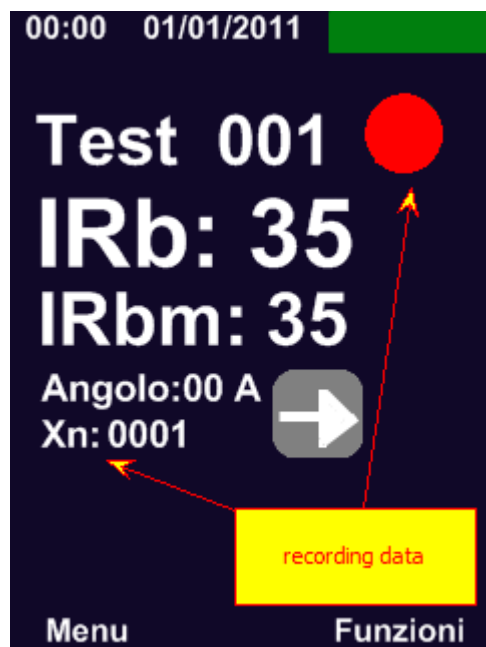 00:00 01/01/2011
Test 001
IRb: 35
IRbm: 35
Angolo:00 A
Xn: 0001
recording data
Menu Funzioni